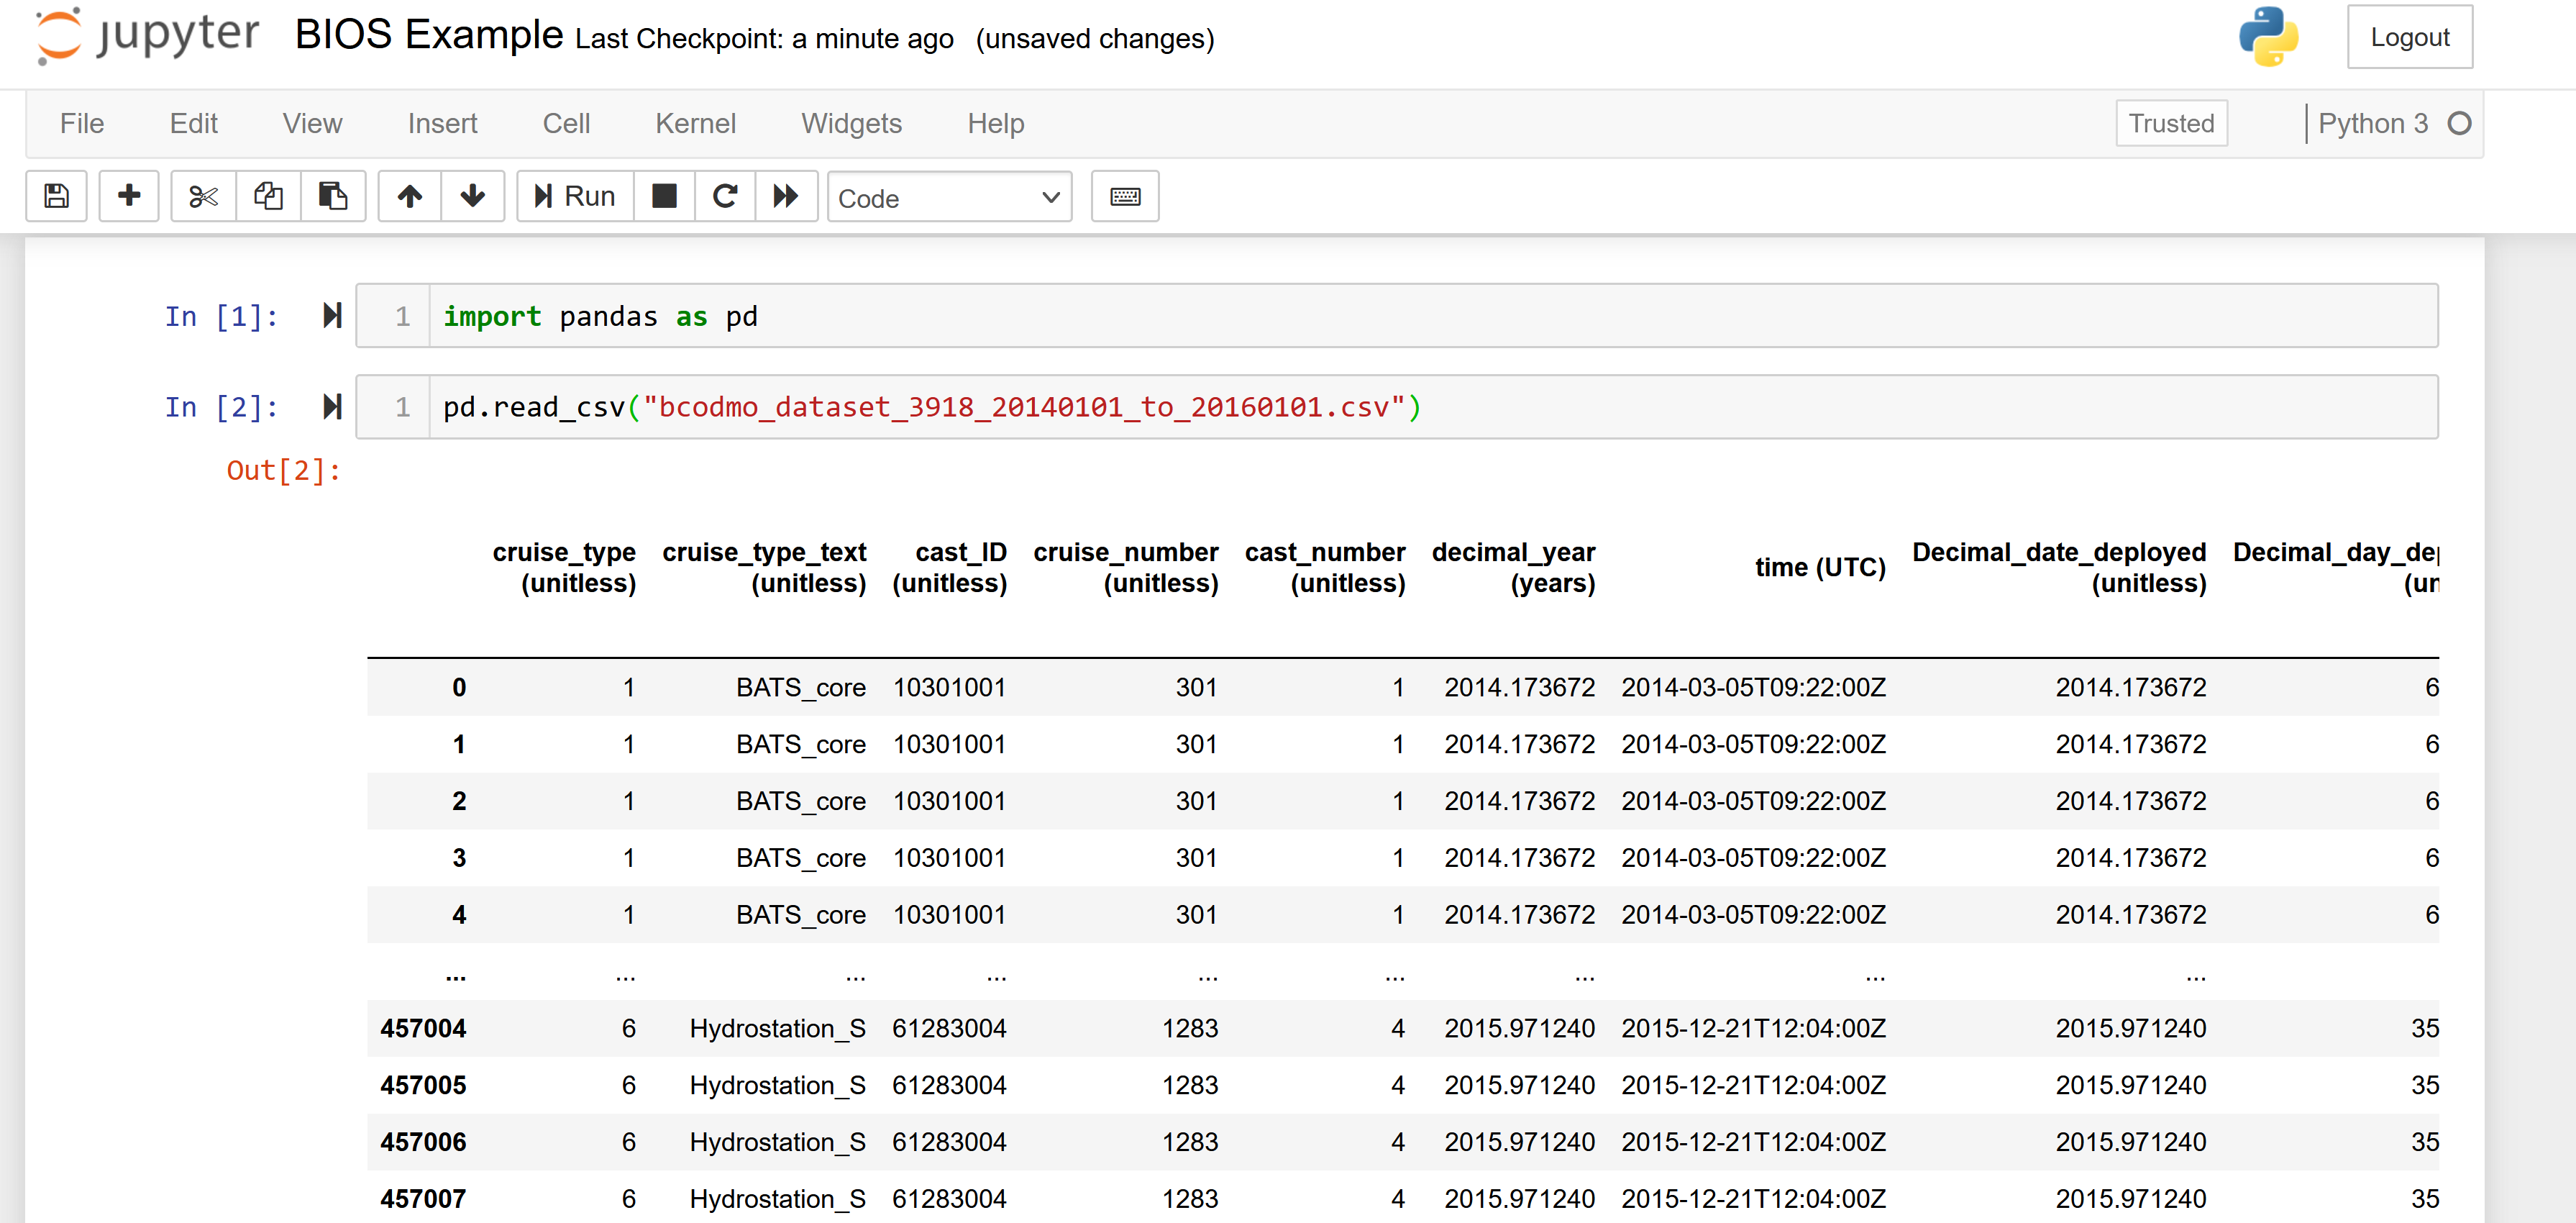 jupyter BIOS Example Last Checkpoint: a minute ago (unsaved changes) Logout
File Edit View Insert Cell Kernel Widgets Help Trusted Python 3
Run Code
In [1]: 1 import pandas as pd
In [2]: 1 pd.read_csv("bcodmo_dataset_3918_20140101_to_20160101.csv")
Out[2]:
cruise_type cruise_type_text cast_ID cruise_number cast_number decimal_year time (UTC) Decimal_date_deployed Decimal_day_dep
(unitless) (unitless) (unitless) (unitless) (unitless) (years) (unitless) (un
0 1 BATS_core 10301001 301 1 2014.173672 2014-03-05T09:22:00Z 2014.173672 6
1 1 BATS_core 10301001 301 1 2014.173672 2014-03-05T09:22:00Z 2014.173672 6
2 1 BATS_core 10301001 301 1 2014.173672 2014-03-05T09:22:00Z 2014.173672 6
3 1 BATS_core 10301001 301 1 2014.173672 2014-03-05T09:22:00Z 2014.173672 6
4 1 BATS_core 10301001 301 1 2014.173672 2014-03-05T09:22:00Z 2014.173672 6
... ... ... ... ... ... ... ... ...
457004 6 Hydrostation_S 61283004 1283 4 2015.971240 2015-12-21T12:04:00Z 2015.971240 35
457005 6 Hydrostation_S 61283004 1283 4 2015.971240 2015-12-21T12:04:00Z 2015.971240 35
457006 6 Hydrostation_S 61283004 1283 4 2015.971240 2015-12-21T12:04:00Z 2015.971240 35
457007 6 Hydrostation_S 61283004 1283 4 2015.971240 2015-12-21T12:04:00Z 2015.971240 35